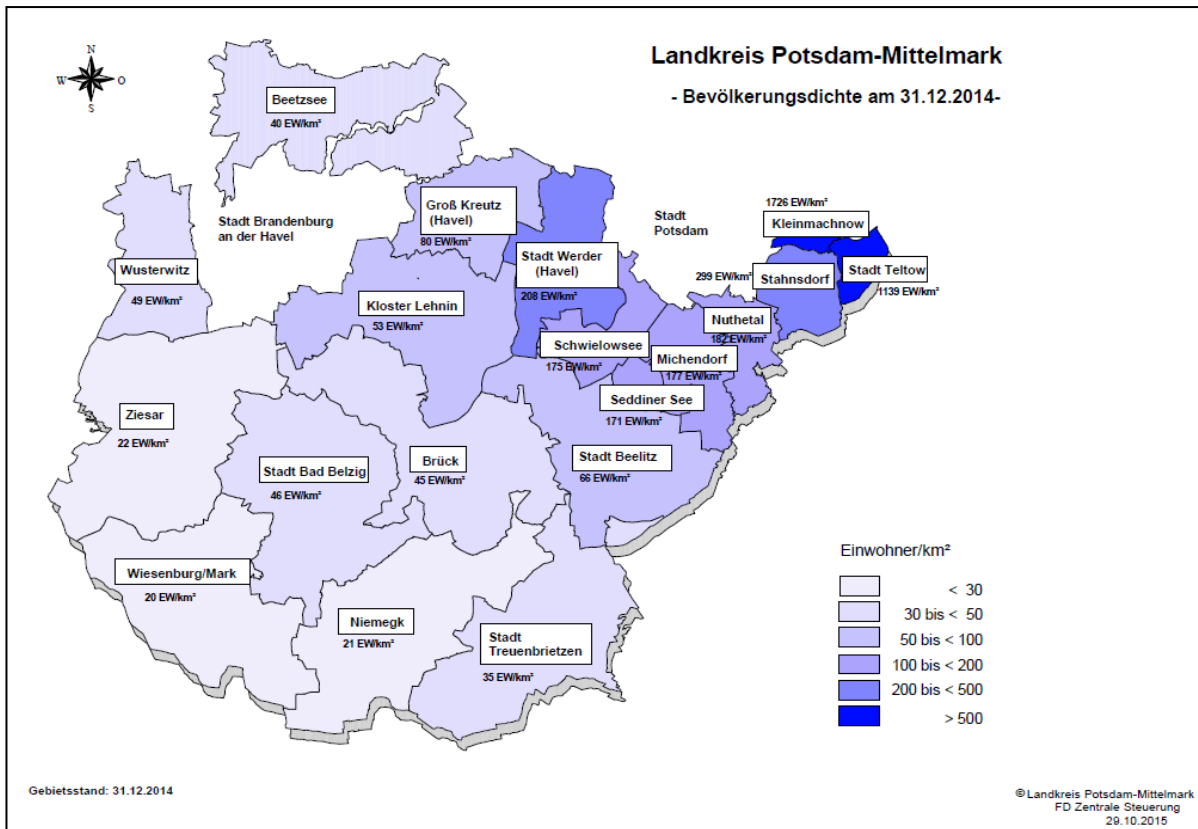 Landkreis Potsdam-Mittelmark
- Bevölkerungsdichte am 31.12.2014-
N
W
O
S
Beetzsee
40 EW/km²
Groß Kreutz
(Havel)
80 EW/km²
Stadt Brandenburg
an der Havel
Stadt
Potsdam
1726 EW/km²
Kleinmachnow
Stadt Werder
(Havel)
208 EW/km²
Wusterwitz
49 EW/km²
299 EW/km²
Stahnsdorf
Stadt Teltow
1139 EW/km²
Kloster Lehnin
53 EW/km²
Nuthetal
182 EW/km²
Schwielowsee
175 EW/km²
Michendorf
177 EW/km²
Seddiner See
171 EW/km²
Ziesar
22 EW/km²
Stadt Bad Belzig
46 EW/km²
Brück
45 EW/km²
Stadt Beelitz
66 EW/km²
Wiesenburg/Mark
20 EW/km²
Niemegk
21 EW/km²
Stadt
Treuenbrietzen
35 EW/km²
Einwohner/km²
< 30
30 bis < 50
50 bis < 100
100 bis < 200
200 bis < 500
> 500
Gebietsstand: 31.12.2014
© Landkreis Potsdam-Mittelmark
FD Zentrale Steuerung
29.10.2015